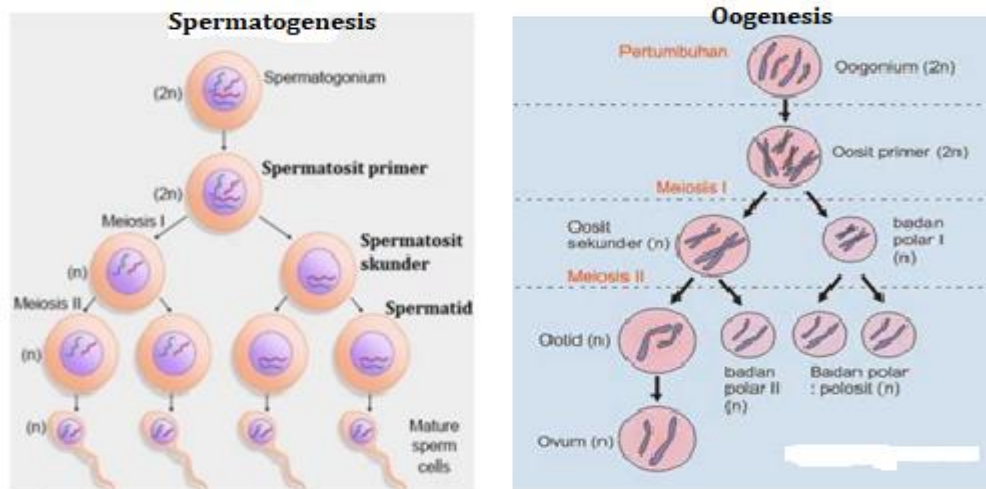 Spermatogenesis
Spermatogonium
(2n)
Spermatosit primer
(2n)
Meiosis I
Spermatosit
skunder
(n)
Meiosis II
Spermatid
(n)
(n)
Mature
sperm
cells
Oogenesis
Pertumbuhan
Oogonium (2n)
Oosit primer (2n)
Meiosiis I
Oosit
sekunder (n)
badan
polar I
(n)
Meiosis II
Ootid (n)
badan
polar II
(n)
Badan polar
: polosit (n)
Ovum (n)